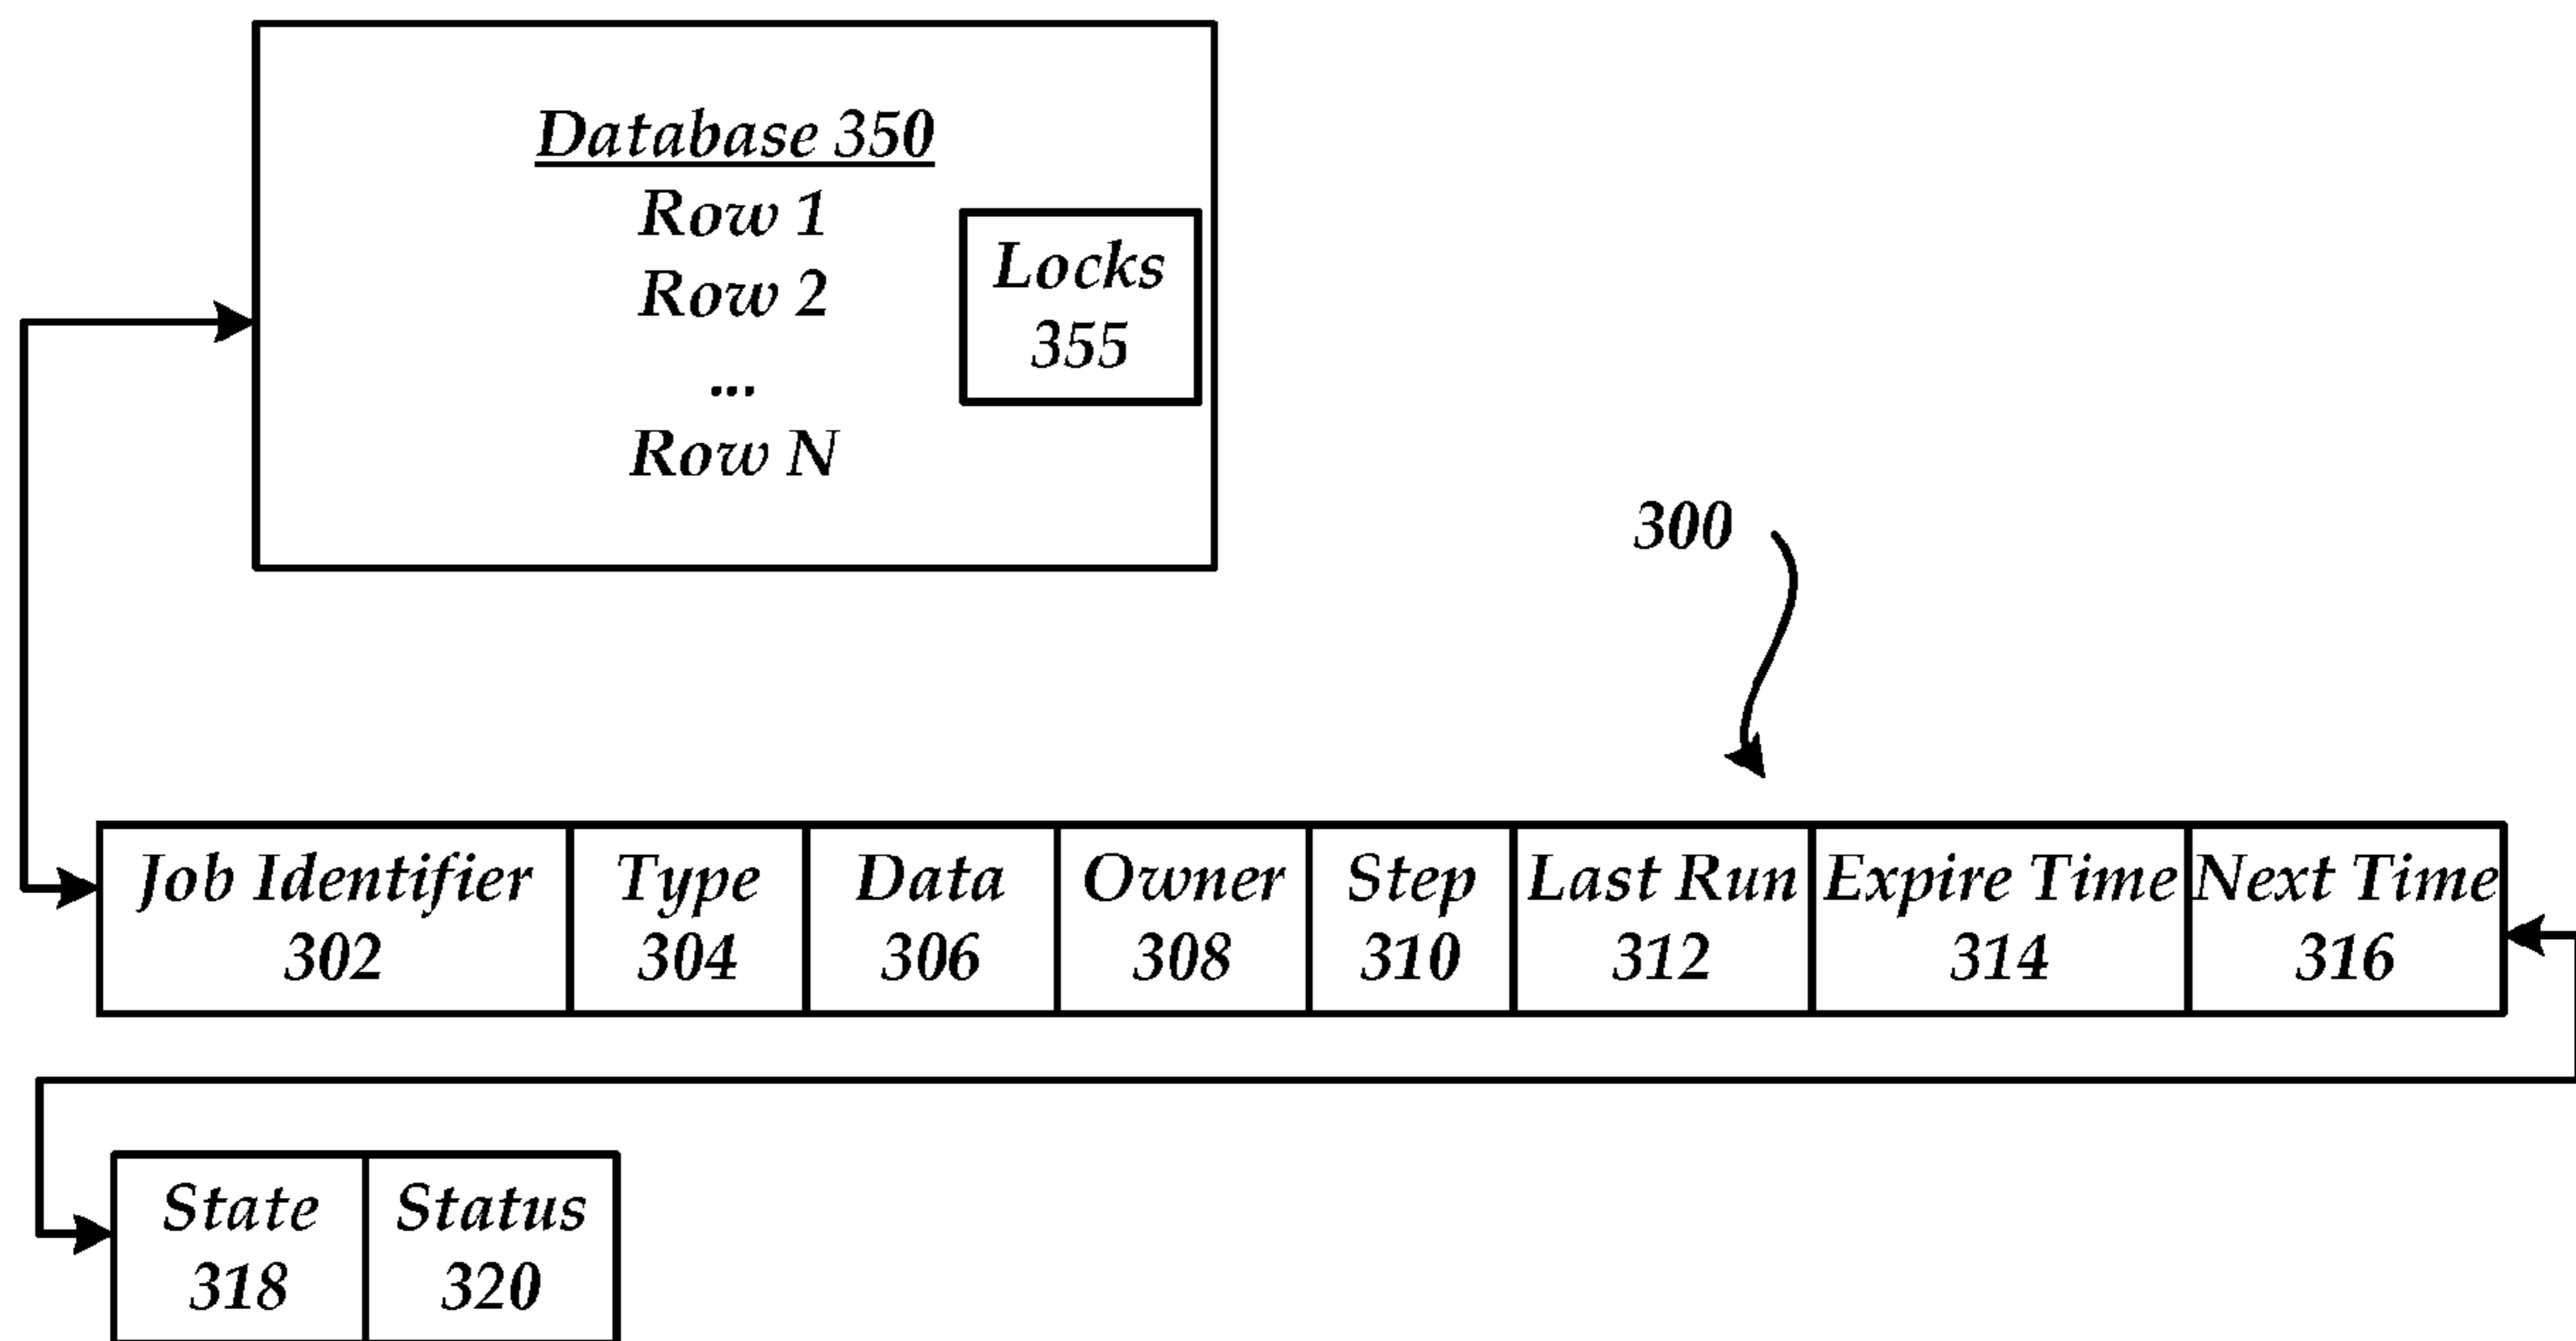 Database 350
Row 1
Row 2
...
Row N
Locks
355
300
Job Identifier
302
Type
304
Data
306
Owner
308
Step
310
Last Run
312
Expire Time
314
Next Time
316
State
318
Status
320